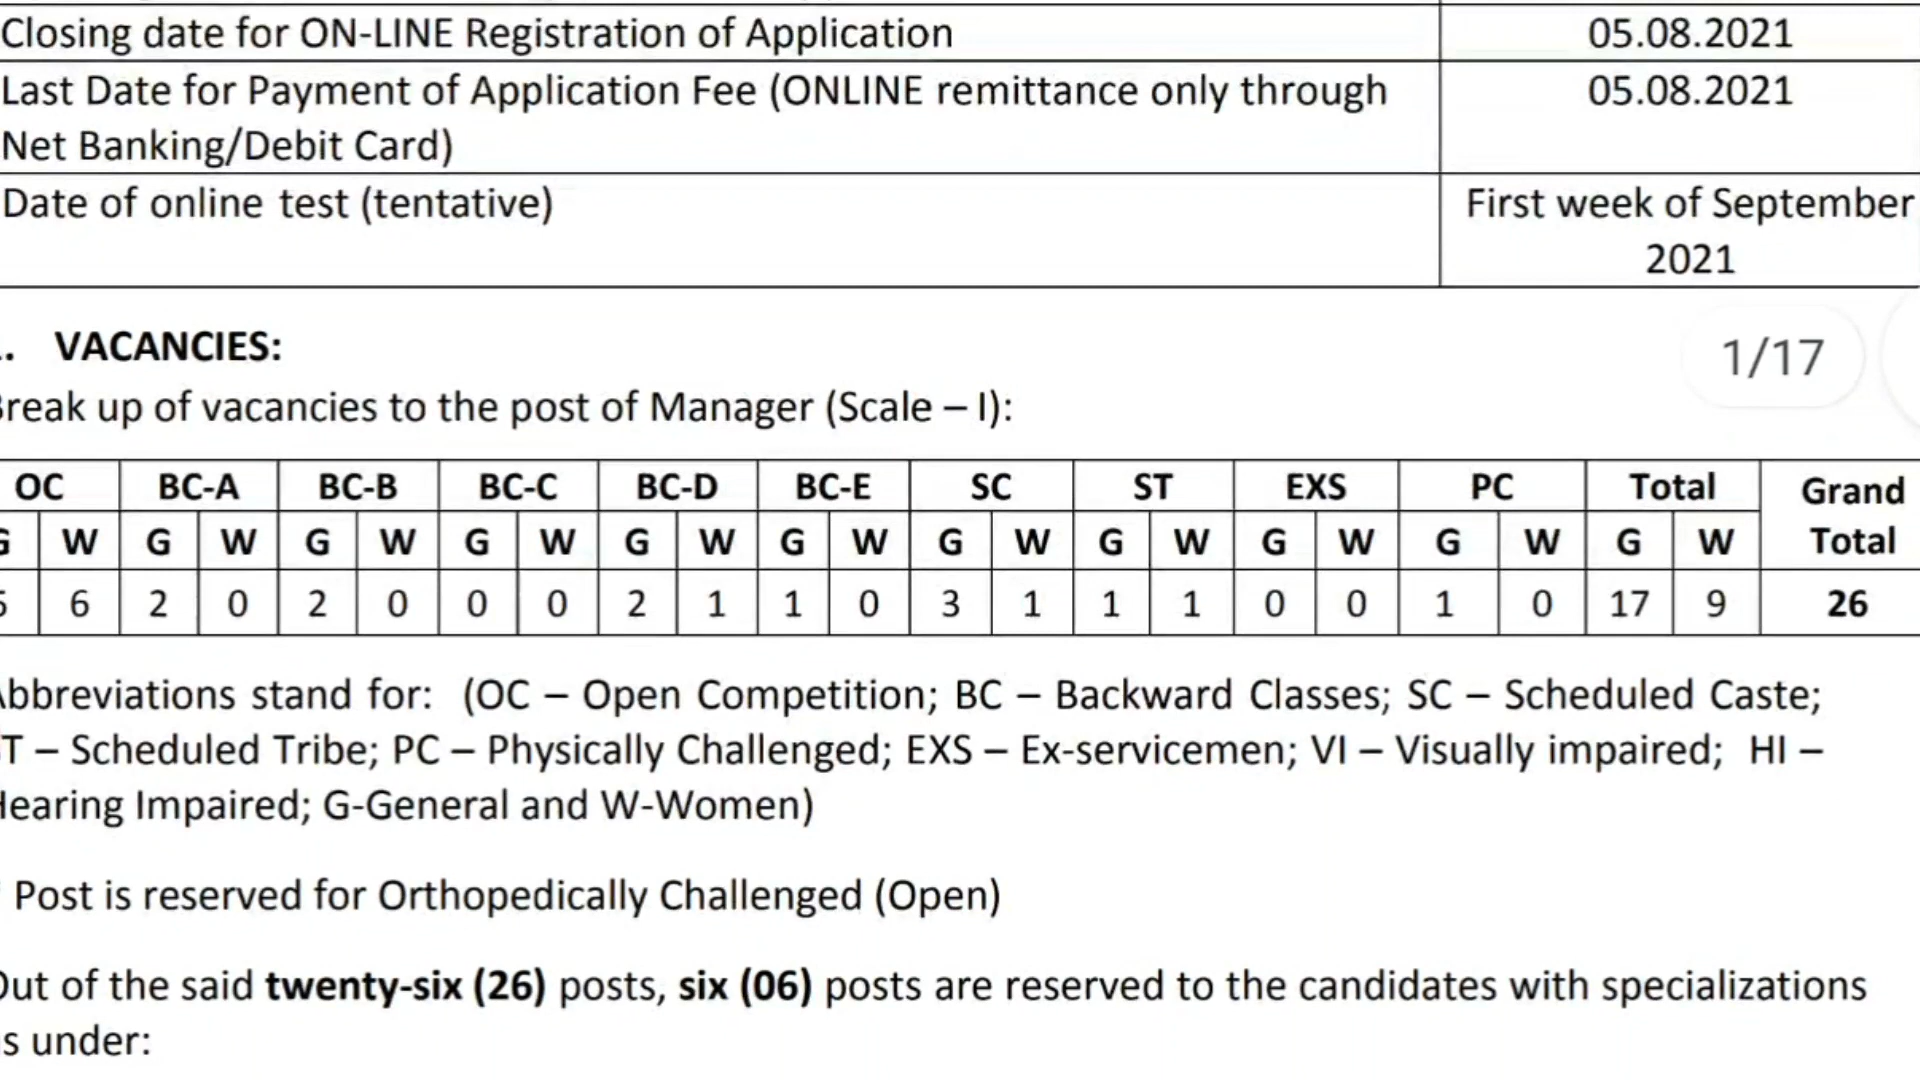 Closing date for ON-LINE Registration of Application 05.08.2021
Last Date for Payment of Application Fee (ONLINE remittance only through 05.08.2021
Net Banking/Debit Card)
Date of online test (tentative) First week of September
2021
. VACANCIES:
1/17
reak up of vacancies to the post of Manager (Scale – I):
OC BC-A BC-B BC-C BC-D BC-E SC ST EXS PC Total Grand
G W G W G W G W G W G W G W G W G W G W G W Total
5 6 2 0 2 0 0 0 2 1 1 0 3 1 1 1 0 0 1 0 17 9 26
bbreviations stand for: (OC – Open Competition; BC – Backward Classes; SC – Scheduled Caste;
T – Scheduled Tribe; PC – Physically Challenged; EXS – Ex-servicemen; VI – Visually impaired; HI –
earing Impaired; G-General and W-Women)
Post is reserved for Orthopedically Challenged (Open)
Out of the said twenty-six (26) posts, six (06) posts are reserved to the candidates with specializations
s under: